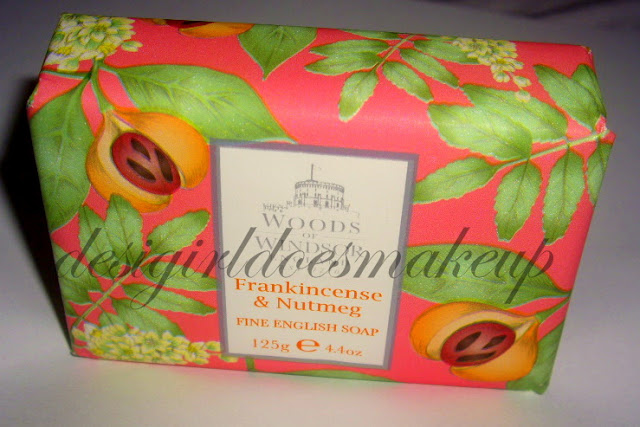 WOODS
OF
WINDSOR
desigirldoesmakeup
Frankincense
& Nutmeg
FINE ENGLISH SOAP
125g e 4.4oz